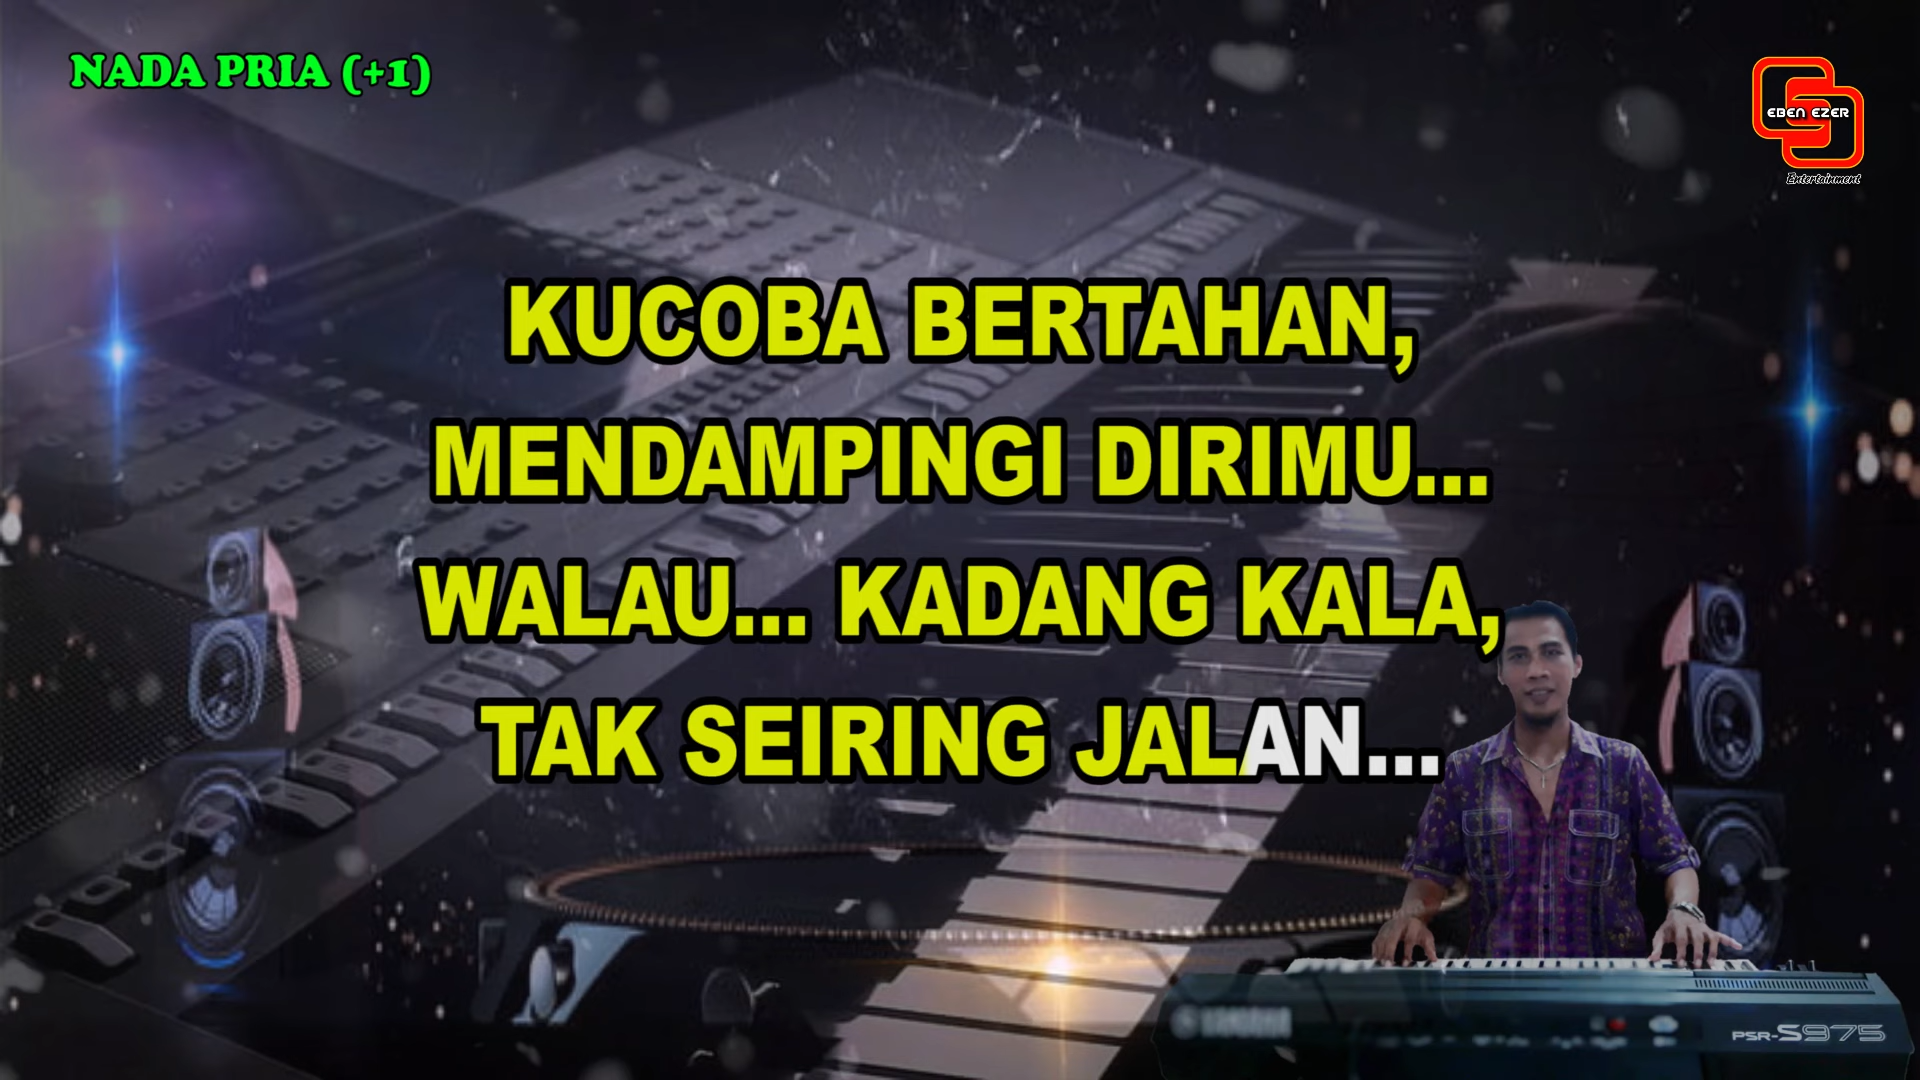 NADA PRIA (+1)
EBEN EZER
Entertainment
KUCOBA BERTAHAN,
MENDAMPINGI DIRIMU...
WALAU... KADANG KALA,
TAK SEIRING JALAN...
PSR-S975